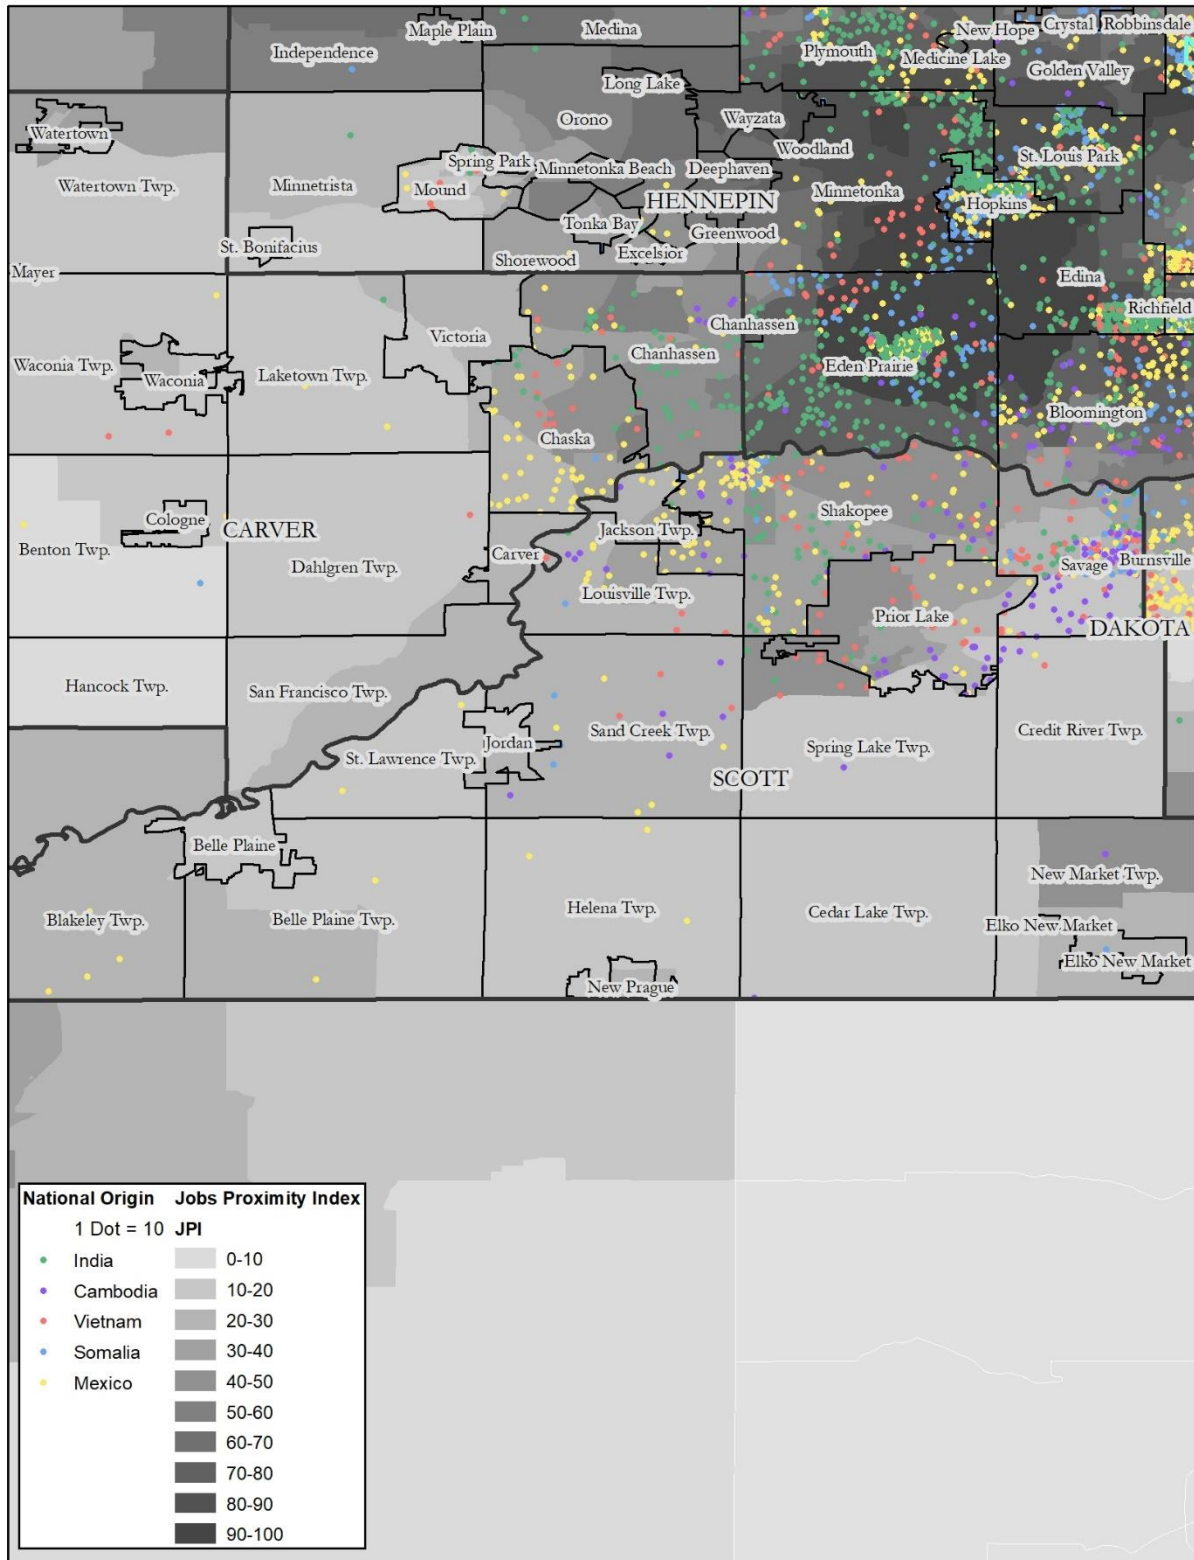 Maple Plain
Medina
New Hope
Crystal
Robbinsdale
Independence
Plymouth
Medicine Lake
Golden Valley
Long Lake
Watertown
Orono
Wayzata
Woodland
St. Louis Park
Watertown Twp.
Minnetrista
Spring Park
Mound
Minnetonka Beach
Deephaven
Minnetonka
HENNEPIN
Hopkins
Tonka Bay
Greenwood
St. Bonifacius
Shorewood
Excelsior
Edina
Mayer
Richfield
Victoria
Chanhassen
Waconia Twp.
Waconia
Laketown Twp.
Chanhassen
Eden Prairie
Bloomington
Chaska
Cologne
CARVER
Benton Twp.
Dahlgren Twp.
Carver
Jackson Twp.
Shakopee
Louisville Twp.
Savage
Burnsville
Prior Lake
DAKOTA
Hancock Twp.
San Francisco Twp.
St. Lawrence Twp.
Jordan
Sand Creek Twp.
Spring Lake Twp.
Credit River Twp.
SCOTT
Belle Plaine
New Market Twp.
Blakeley Twp.
Belle Plaine Twp.
Helena Twp.
Cedar Lake Twp.
Elko New Market
Elko New Market
New Prague
National Origin Jobs Proximity Index
1 Dot = 10 JPI
India 0-10
Cambodia 10-20
Vietnam 20-30
Somalia 30-40
Mexico 40-50
50-60
60-70
70-80
80-90
90-100